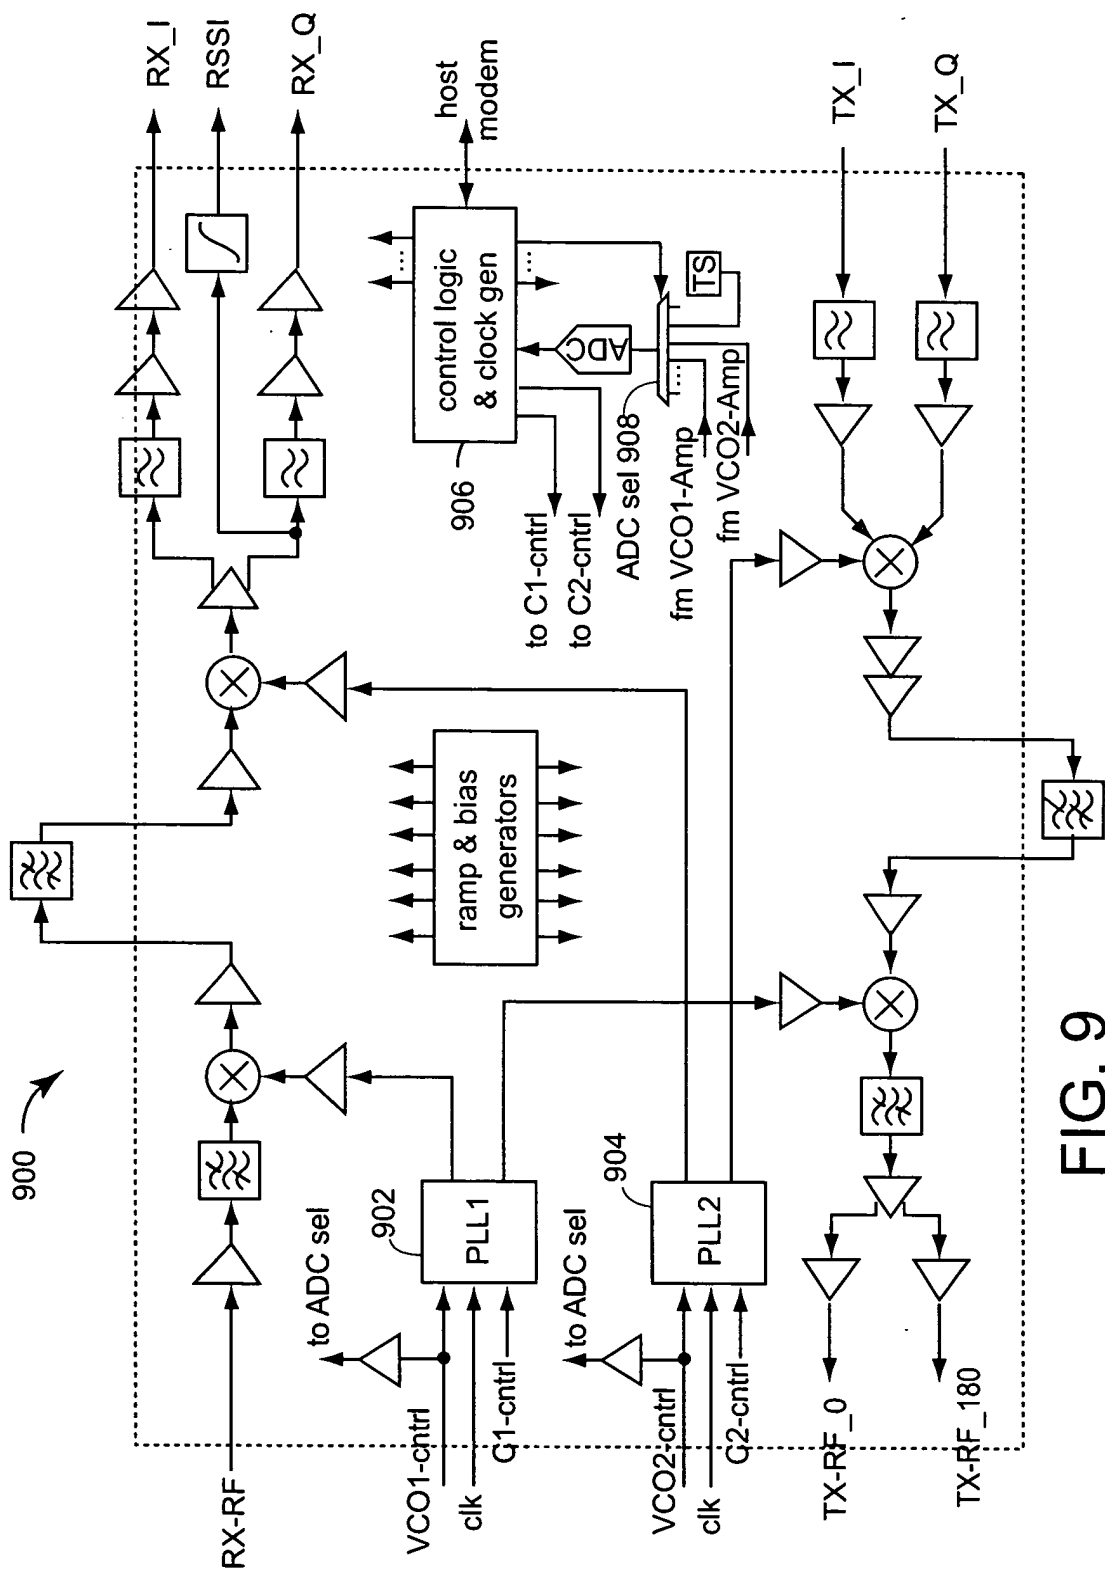 RX_I
RSSI
RX_Q
host
modem
TX_I
TX_Q
control logic
& clock gen
906
TS
ADC
ADC sel 908
fm VCO1-Amp
fm VCO2-Amp
to C1-cntrl
to C2-cntrl
ramp & bias
generators
900
902
PLL1
to ADC sel
904
PLL2
to ADC sel
RX-RF
VCO1-cntrl
clk
C1-cntrl
VCO2-cntrl
clk
C2-cntrl
TX-RF_0
TX-RF_180
FIG. 9